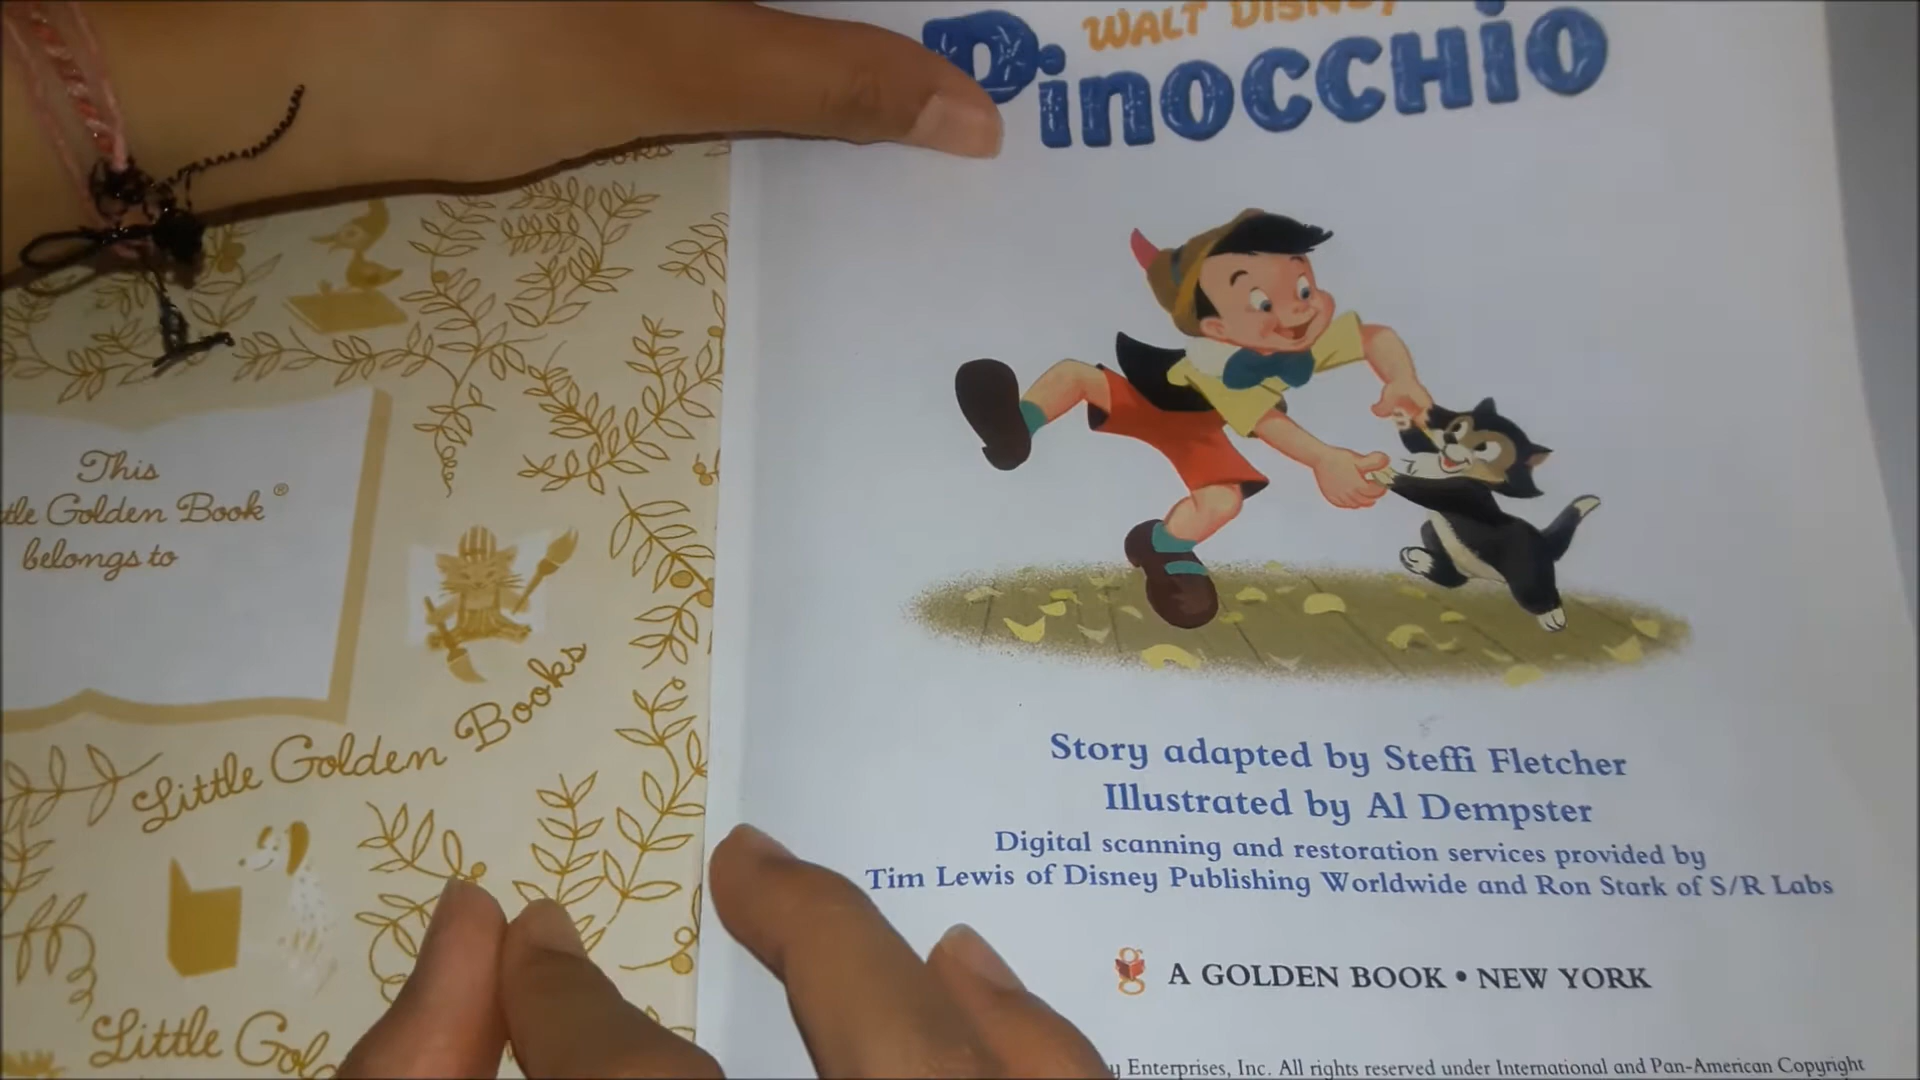 This
Golden Book®
belongs to
Little Golden Books
Little
WALT DISNEY
Pinocchio
Story adapted by Steffi Fletcher
Illustrated by Al Dempster
Digital scanning and restoration services provided by
Tim Lewis of Disney Publishing Worldwide and Ron Stark of S/R Labs
A GOLDEN BOOK • NEW YORK
Enterprises, Inc. All rights reserved under International and Pan-American Copyright